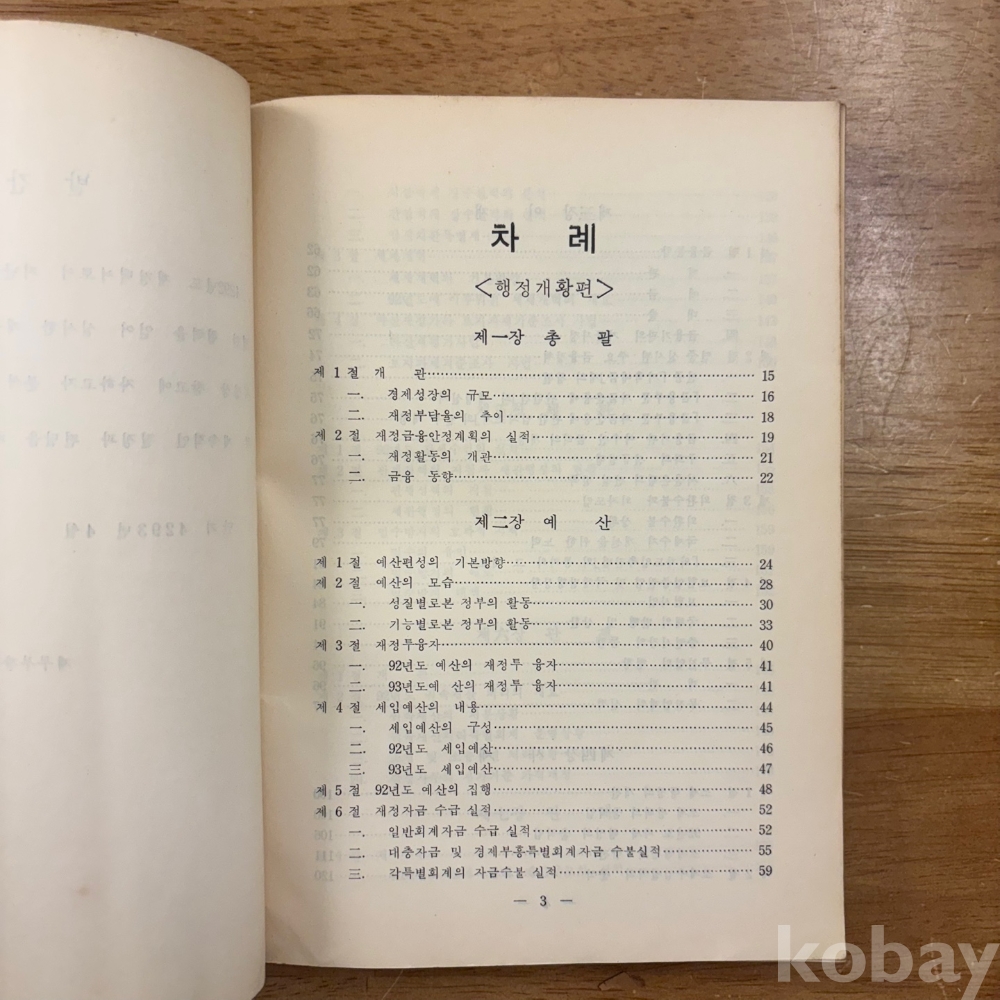 차 례
<행정개황편>
제一장 총 괄
제 1 절 개 관 15
一. 경제성장의 규모 16
二. 재정부담율의 추이 18
제 2 절 재정금융안정계획의 실적 19
一. 재정활동의 개관 21
二. 금융 동향 22
제二장 예 산
제 1 절 예산편성의 기본방향 24
제 2 절 예산의 모습 28
一. 성질별로본 정부의 활동 30
二. 기능별로본 정부의 활동 33
제 3 절 재정투융자 40
一. 92년도 예산의 재정투 융자 41
二. 93년도예 산의 재정투 융자 41
제 4 절 세입예산의 내용 44
一. 세입예산의 구성 45
二. 92년도 세입예산 46
三. 93년도 세입예산 47
제 5 절 92년도 예산의 집행 48
제 6 절 재정자금 수급 실적 52
一. 일반회계자금 수급 실적 52
二. 대충자금 및 경제부흥특별회계자금 수불실적 55
三. 각특별회계의 자금수불 실적 59
— 3 —
kobay